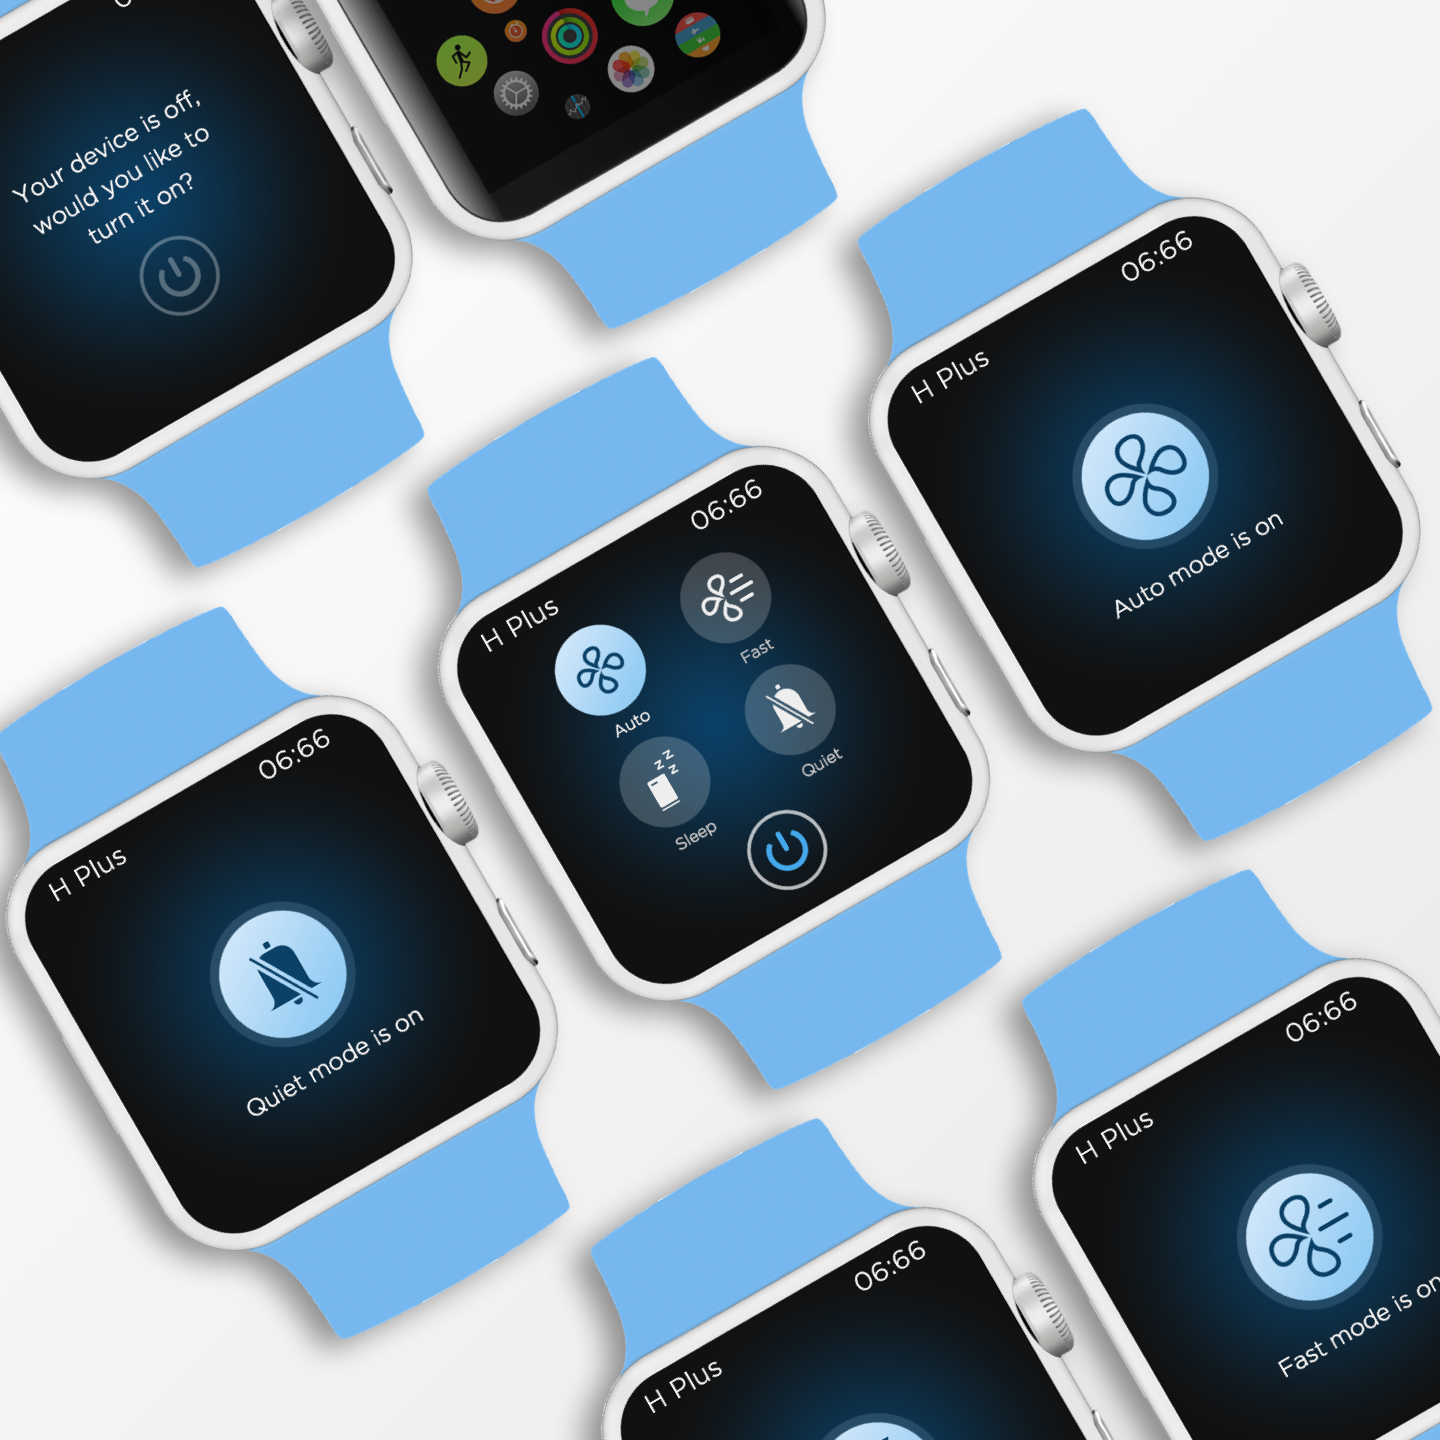 Your device is off,
would you like to
turn it on?
06:66
H Plus
Auto mode is on
06:66
H Plus
Fast
Auto
Quiet
Sleep
06:66
H Plus
Quiet mode is on
06:66
H Plus
Fast mode is on
06:66
H Plus